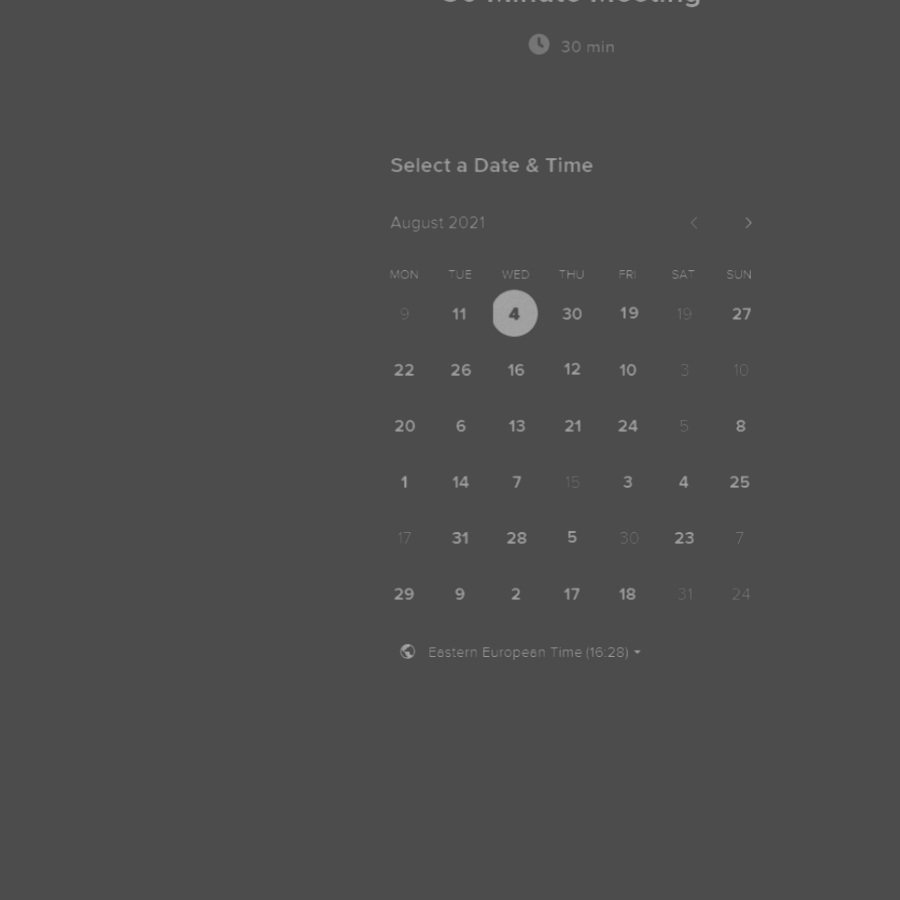 30 Minute Meeting
30 min
Select a Date & Time
August 2021
MON TUE WED THU FRI SAT SUN
9 11 4 30 19 19 27
22 26 16 12 10 3 10
20 6 13 21 24 5 8
1 14 7 15 3 4 25
17 31 28 5 30 23 7
29 9 2 17 18 31 24
Eastern European Time (16:28)